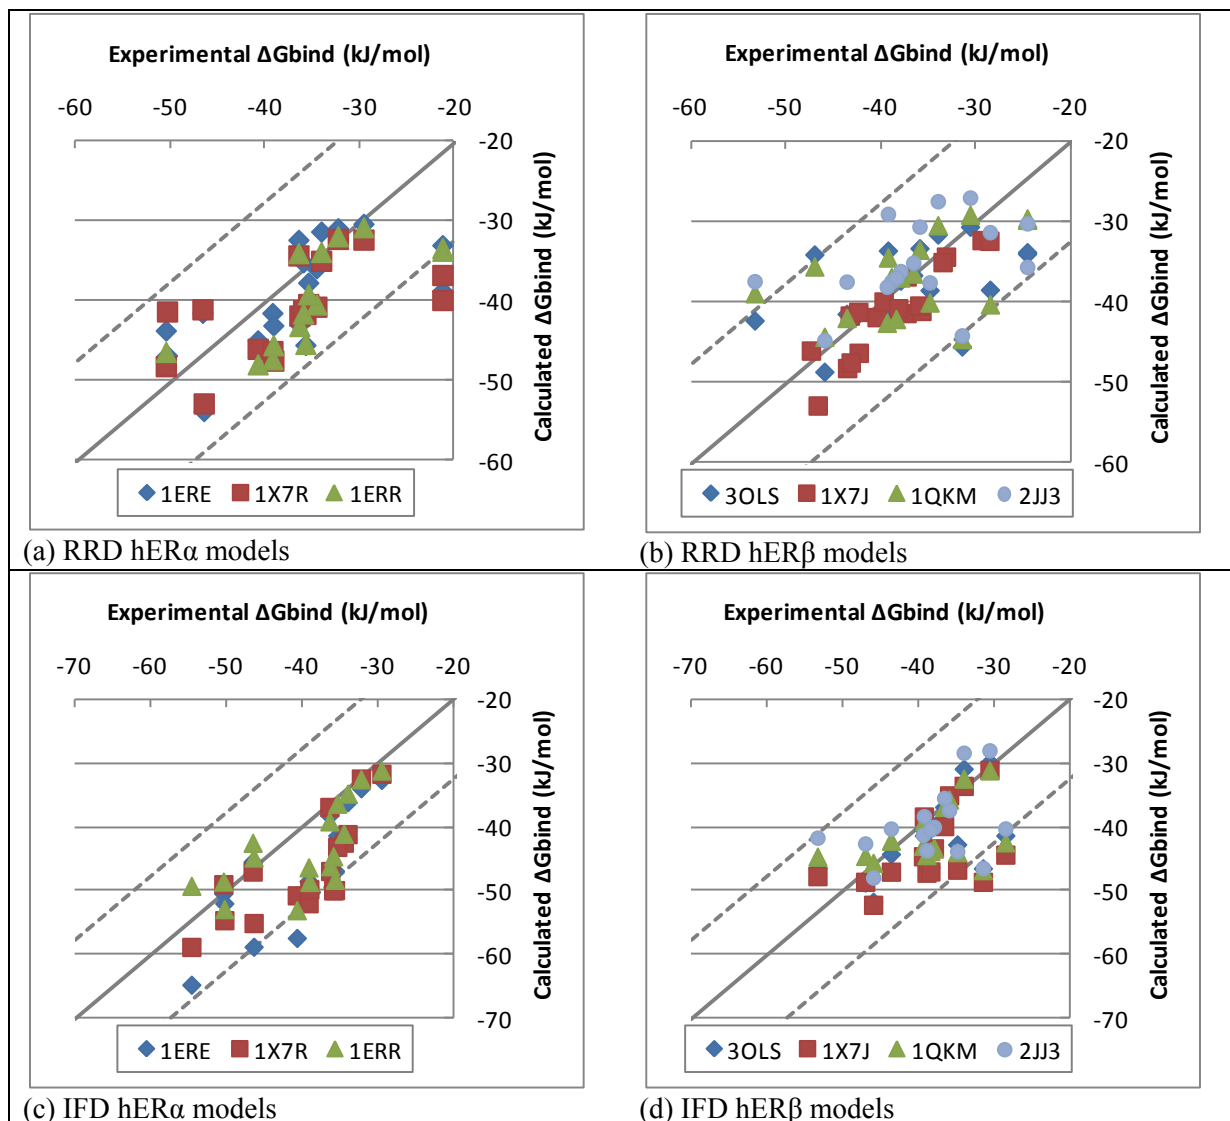 Experimental ΔGbind (kJ/mol)
-60 -50 -40 -30 -20
-20
-30
-40
-50
-60
Calculated ΔGbind (kJ/mol)
1ERE 1X7R 1ERR
(a) RRD hERα models
Experimental ΔGbind (kJ/mol)
-60 -50 -40 -30 -20
-20
-30
-40
-50
-60
Calculated ΔGbind (kJ/mol)
3OLS 1X7J 1QKM 2JJ3
(b) RRD hERβ models
Experimental ΔGbind (kJ/mol)
-70 -60 -50 -40 -30 -20
-20
-30
-40
-50
-60
-70
Calculated ΔGbind (kJ/mol)
1ERE 1X7R 1ERR
(c) IFD hERα models
Experimental ΔGbind (kJ/mol)
-70 -60 -50 -40 -30 -20
-20
-30
-40
-50
-60
-70
Calculated ΔGbind (kJ/mol)
3OLS 1X7J 1QKM 2JJ3
(d) IFD hERβ models